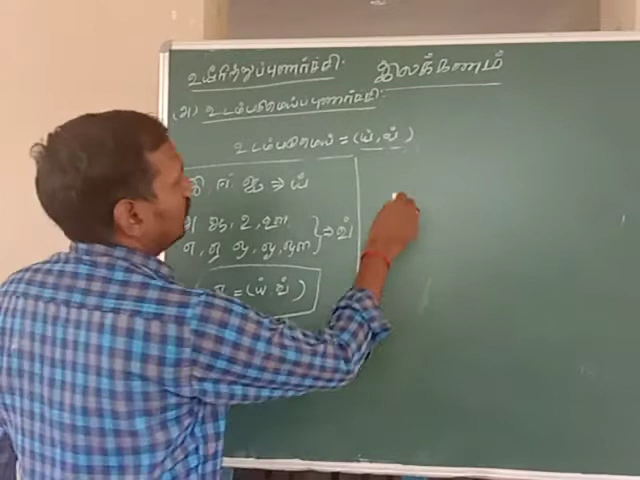 உயிரீற்றுப்புணர்ச்சி:
இலக்கணம்
(அ) உடம்படுமெய்ப்புணர்ச்சி:
உடம்படுமெய் = (ய், வ்)
இ, ஈ, ஐ ⇒ ய்
ஆ, உ, ஊ,
எ, ஏ, ஒ, ஓ, ஔ } ⇒ வ்
ஏ = (ய், வ்)